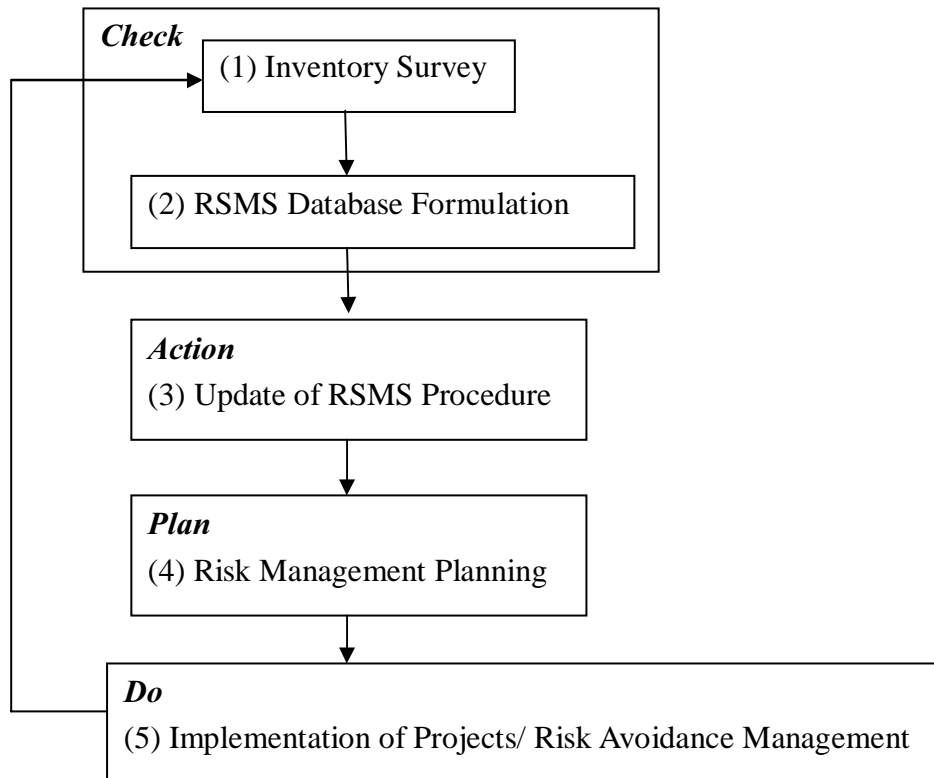 Check
(1) Inventory Survey
(2) RSMS Database Formulation
Action
(3) Update of RSMS Procedure
Plan
(4) Risk Management Planning
Do
(5) Implementation of Projects/ Risk Avoidance Management